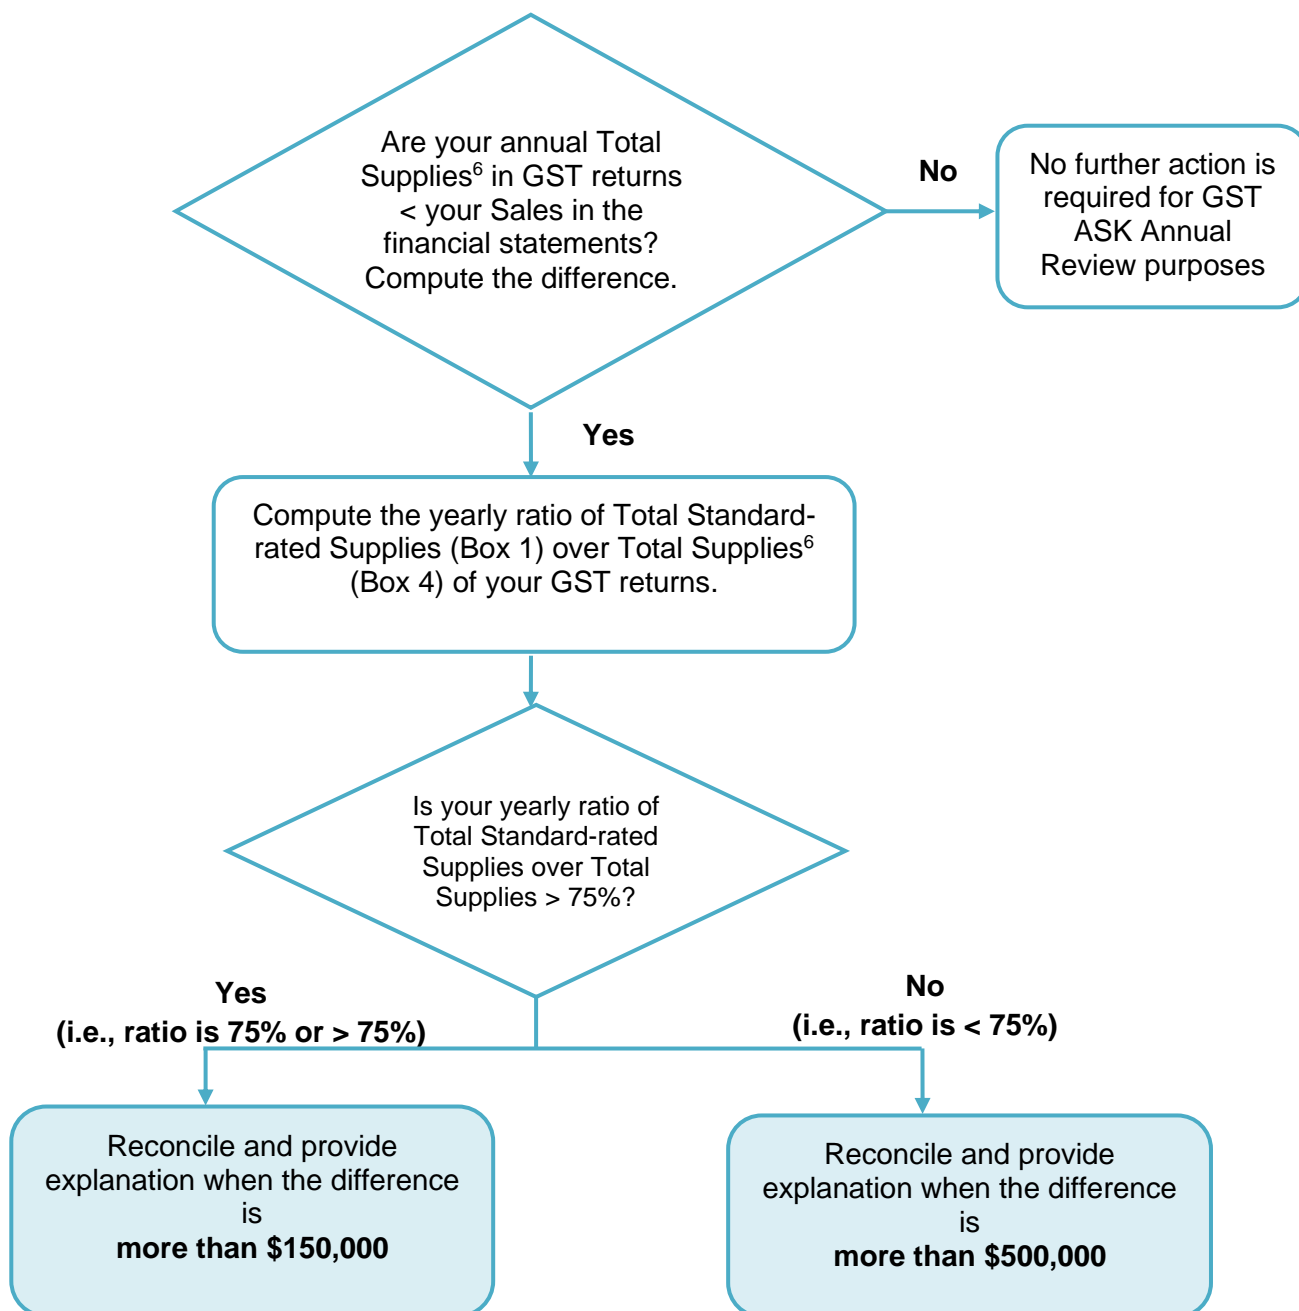 Are your annual Total
Supplies⁶ in GST returns
< your Sales in the
financial statements?
Compute the difference.
No
No further action is
required for GST
ASK Annual
Review purposes
Yes
Compute the yearly ratio of Total Standard-
rated Supplies (Box 1) over Total Supplies⁶
(Box 4) of your GST returns.
Is your yearly ratio of
Total Standard-rated
Supplies over Total
Supplies > 75%?
Yes
(i.e., ratio is 75% or > 75%)
No
(i.e., ratio is < 75%)
Reconcile and provide
explanation when the difference
is
more than $150,000
Reconcile and provide
explanation when the difference
is
more than $500,000